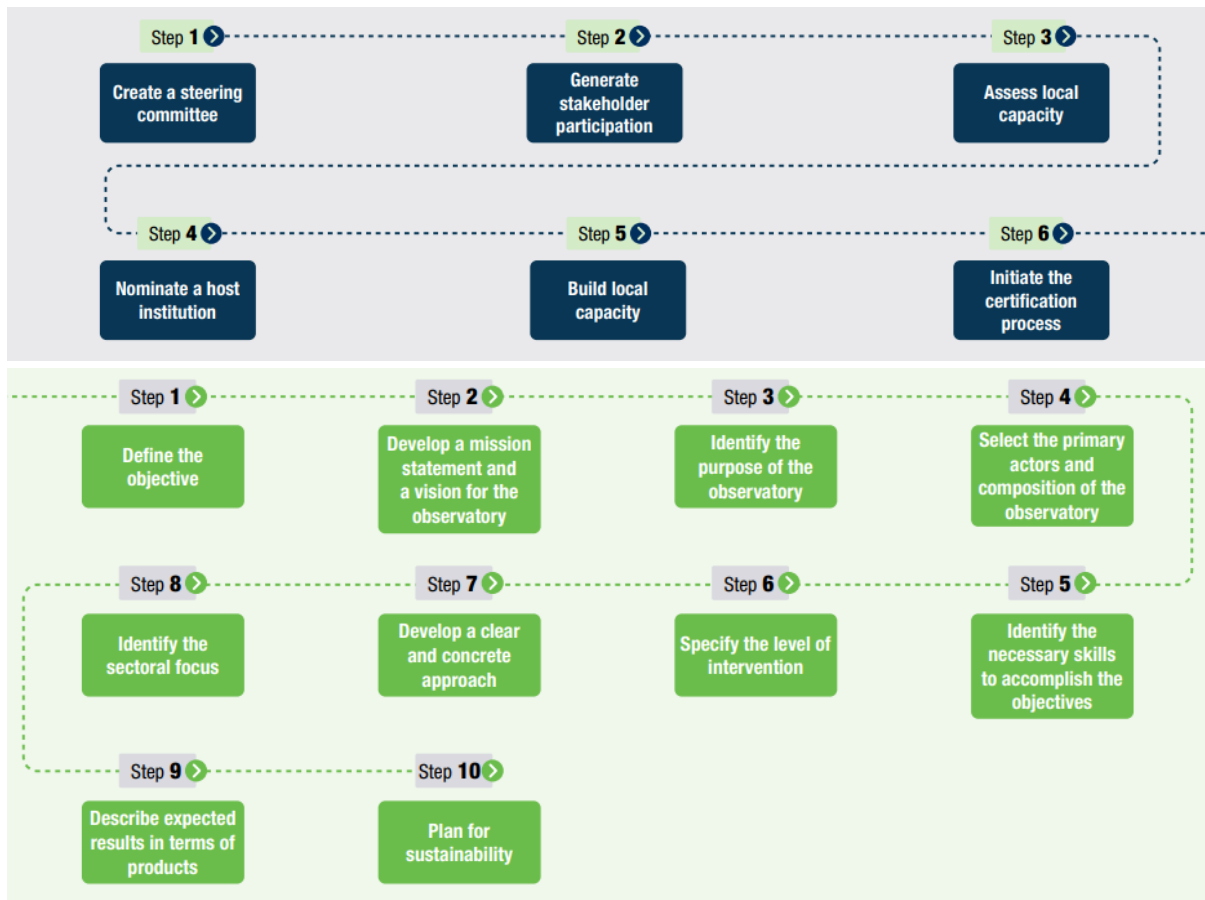 Step 1
Create a steering
committee
Step 2
Generate
stakeholder
participation
Step 3
Assess local
capacity
Step 4
Nominate a host
institution
Step 5
Build local
capacity
Step 6
Initiate the
certification
process
Step 1
Define the
objective
Step 2
Develop a mission
statement and
a vision for the
observatory
Step 3
Identify the
purpose of the
observatory
Step 4
Select the primary
actors and
composition of the
observatory
Step 5
Identify the
necessary skills
to accomplish the
objectives
Step 6
Specify the level of
intervention
Step 7
Develop a clear
and concrete
approach
Step 8
Identify the
sectoral focus
Step 9
Describe expected
results in terms of
products
Step 10
Plan for
sustainability